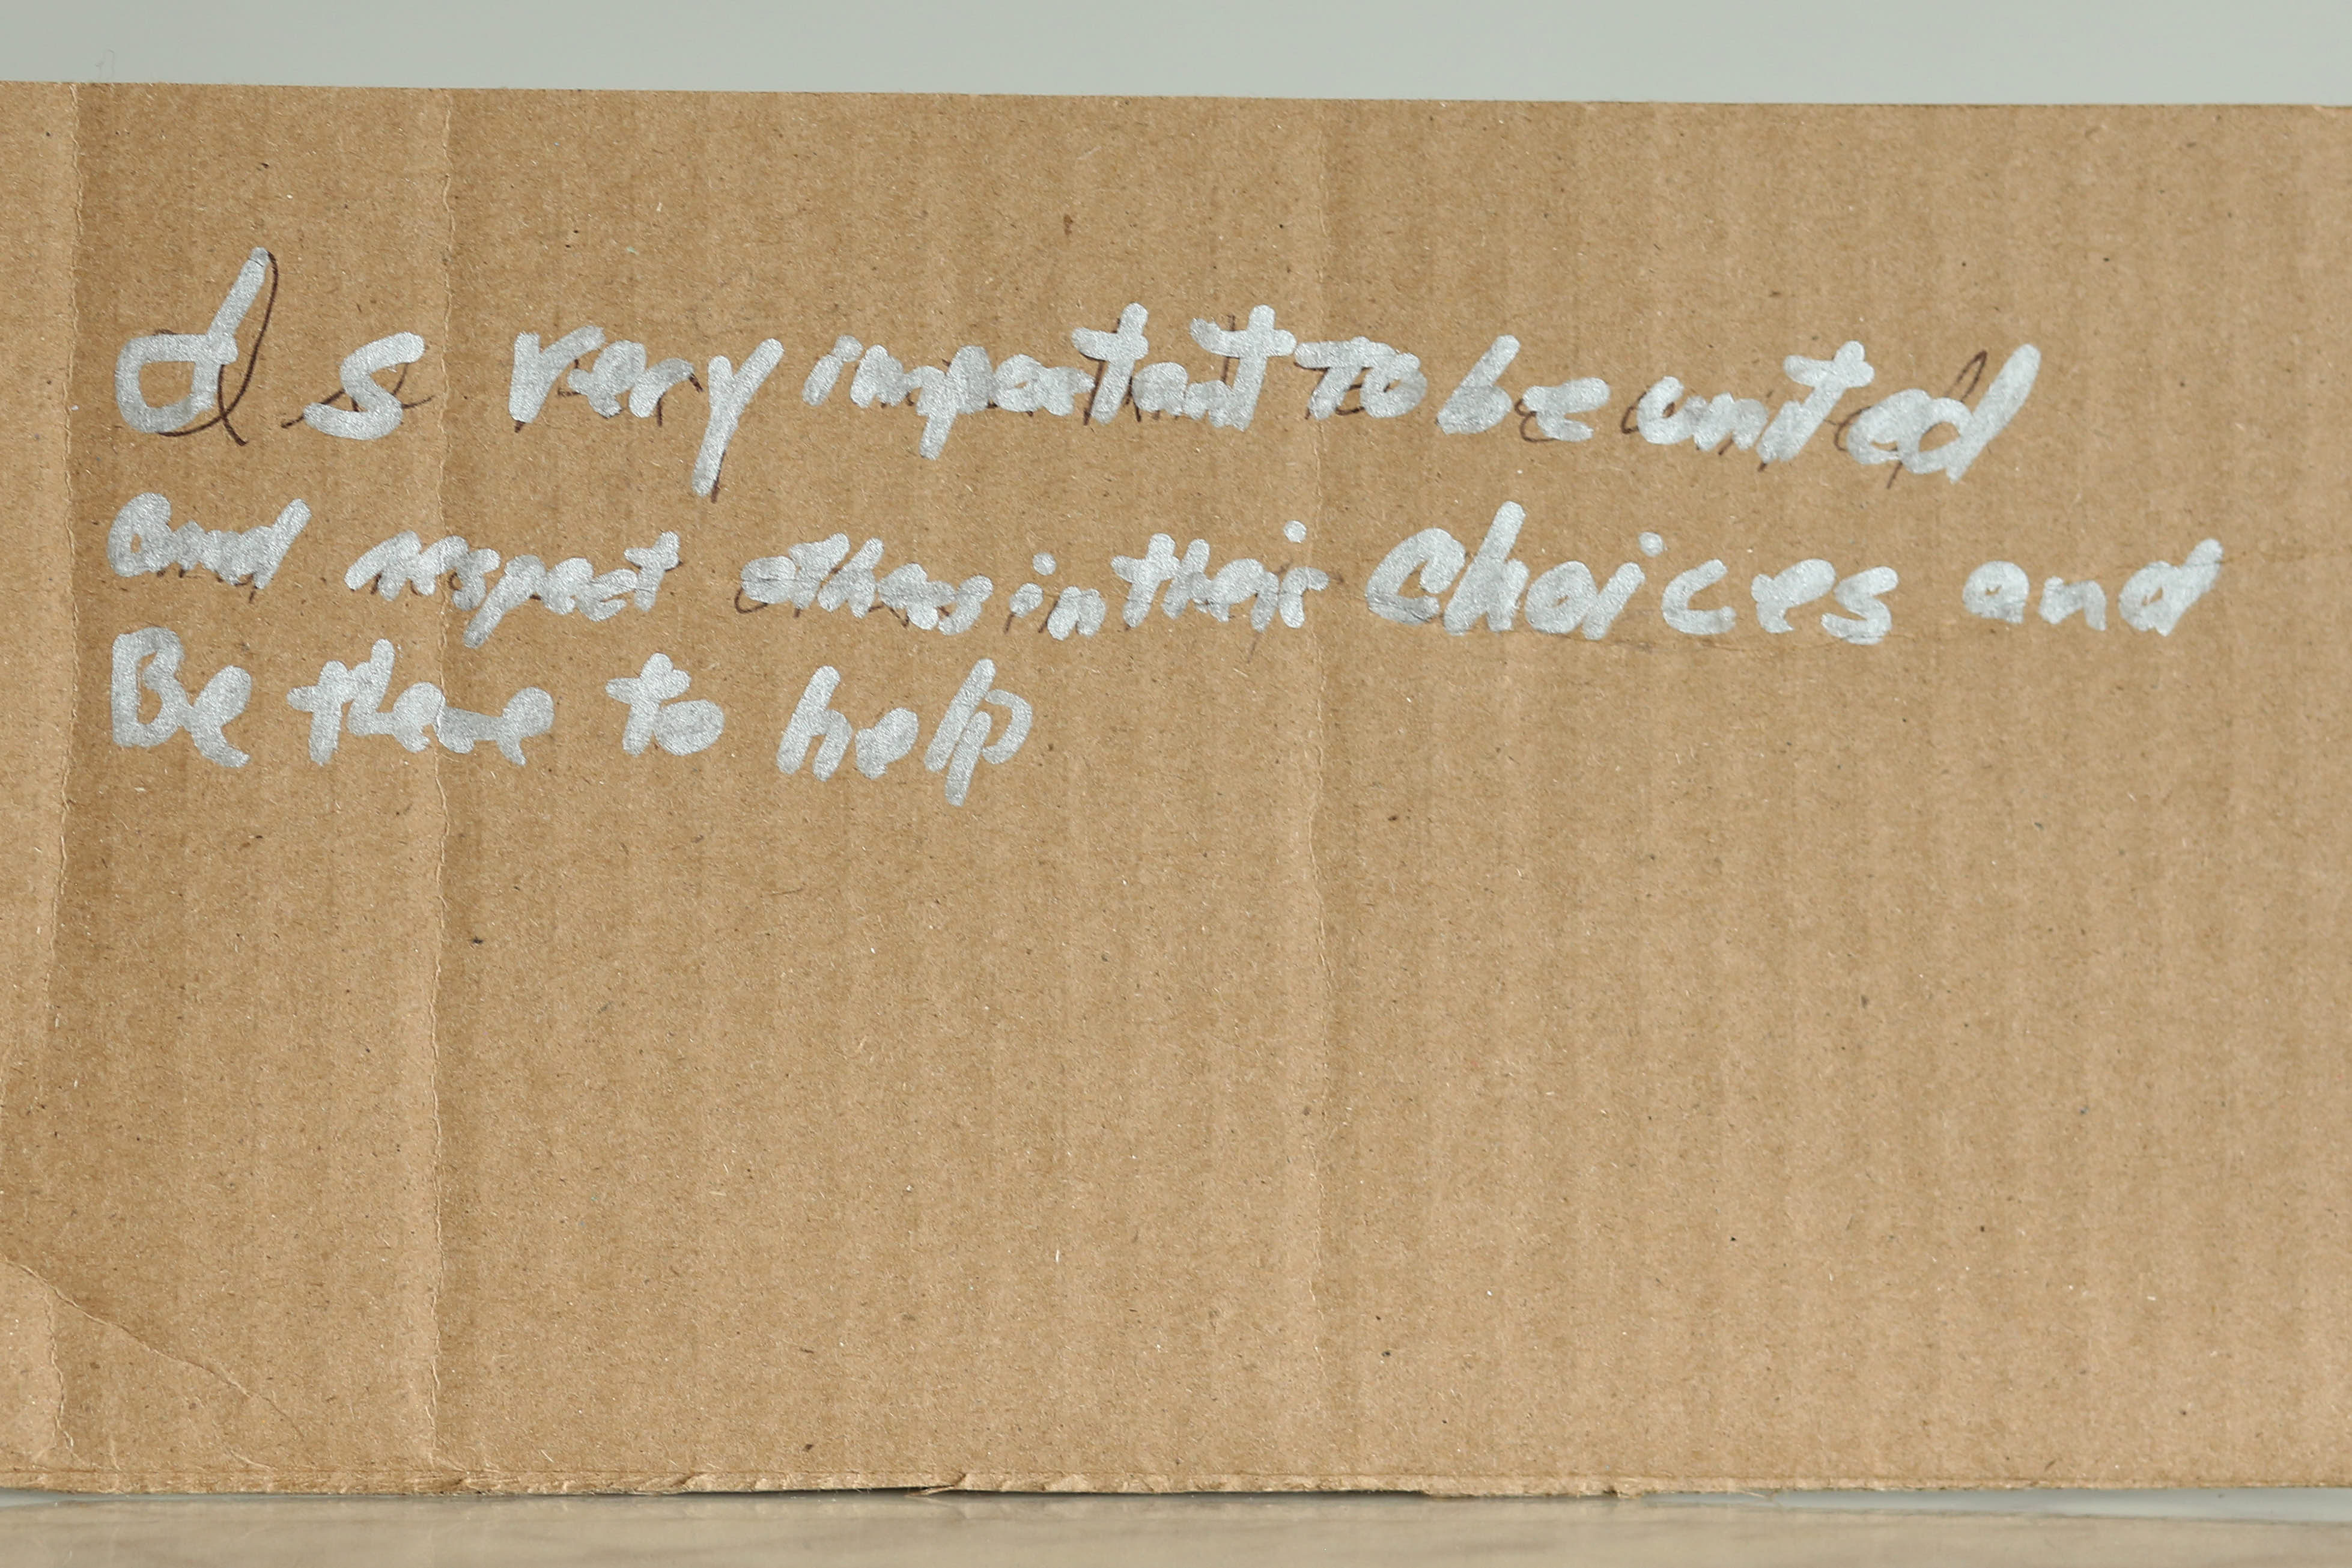 Is very important to be united
and respect others in their Choices and
Be there to help